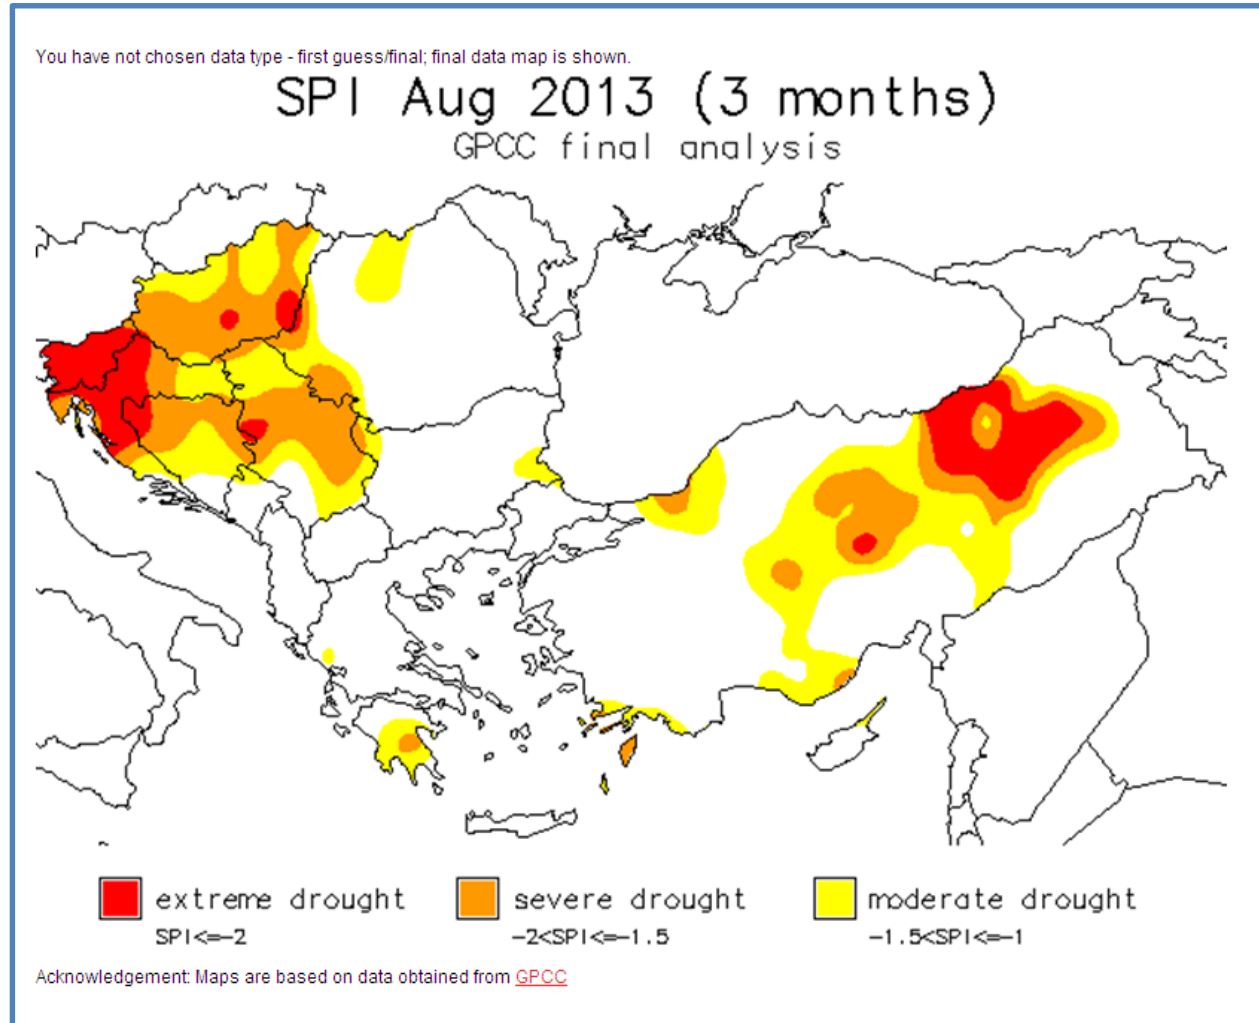 You have not chosen data type - first guess/final; final data map is shown.
SPI Aug 2013 (3 months)
GPCC final analysis
extreme drought severe drought moderate drought
SPI<=-2 -2<SPI<=-1.5 -1.5<SPI<=-1
Acknowledgement: Maps are based on data obtained from GPCC